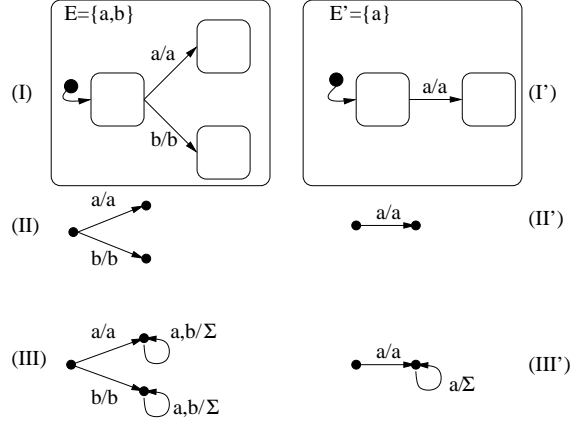 E={a,b}
E'={a}
a/a
(I)
a/a
(I')
b/b
a/a
a/a
(II)
(II')
b/b
a/a
a,b/Σ
a/a
(III)
(III')
a/Σ
b/b
a,b/Σ